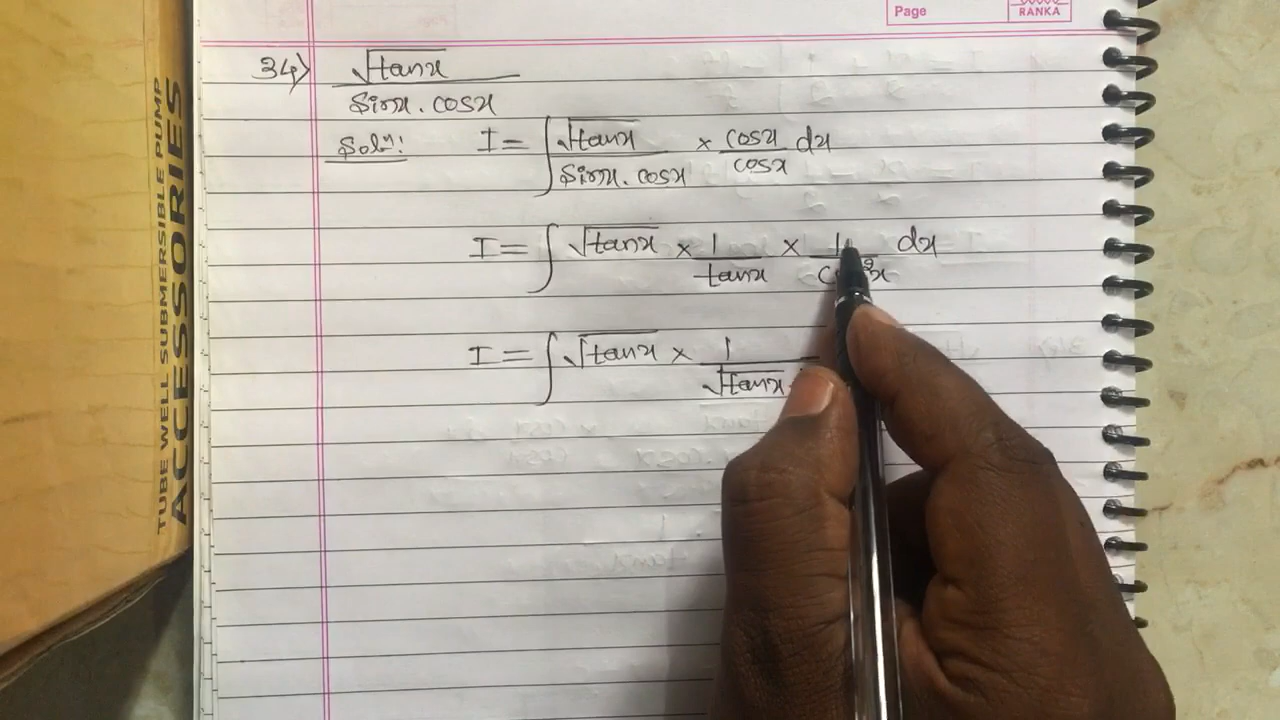 Page
RANKA
TUBE WELL SUBMERSIBLE PUMP
ACCESSORIES
34) √tanx / sinx . cosx
Solⁿ: I = ∫ √tanx / sinx . cosx × cosx / cosx dx
I = ∫ √tanx × 1 / tanx × 1 / cos²x dx
I = ∫ √tanx × 1 / √tanx .